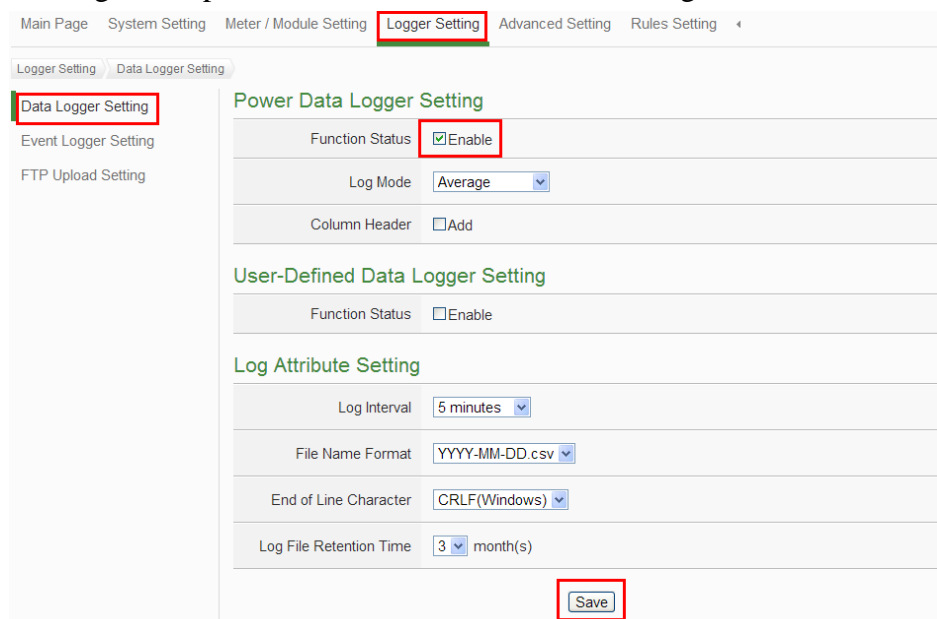 Main Page System Setting Meter / Module Setting Logger Setting Advanced Setting Rules Setting
Logger Setting Data Logger Setting
Data Logger Setting
Event Logger Setting
FTP Upload Setting
Power Data Logger Setting
Function Status Enable
Log Mode Average
Column Header Add
User-Defined Data Logger Setting
Function Status Enable
Log Attribute Setting
Log Interval 5 minutes
File Name Format YYYY-MM-DD.csv
End of Line Character CRLF(Windows)
Log File Retention Time 3 month(s)
Save